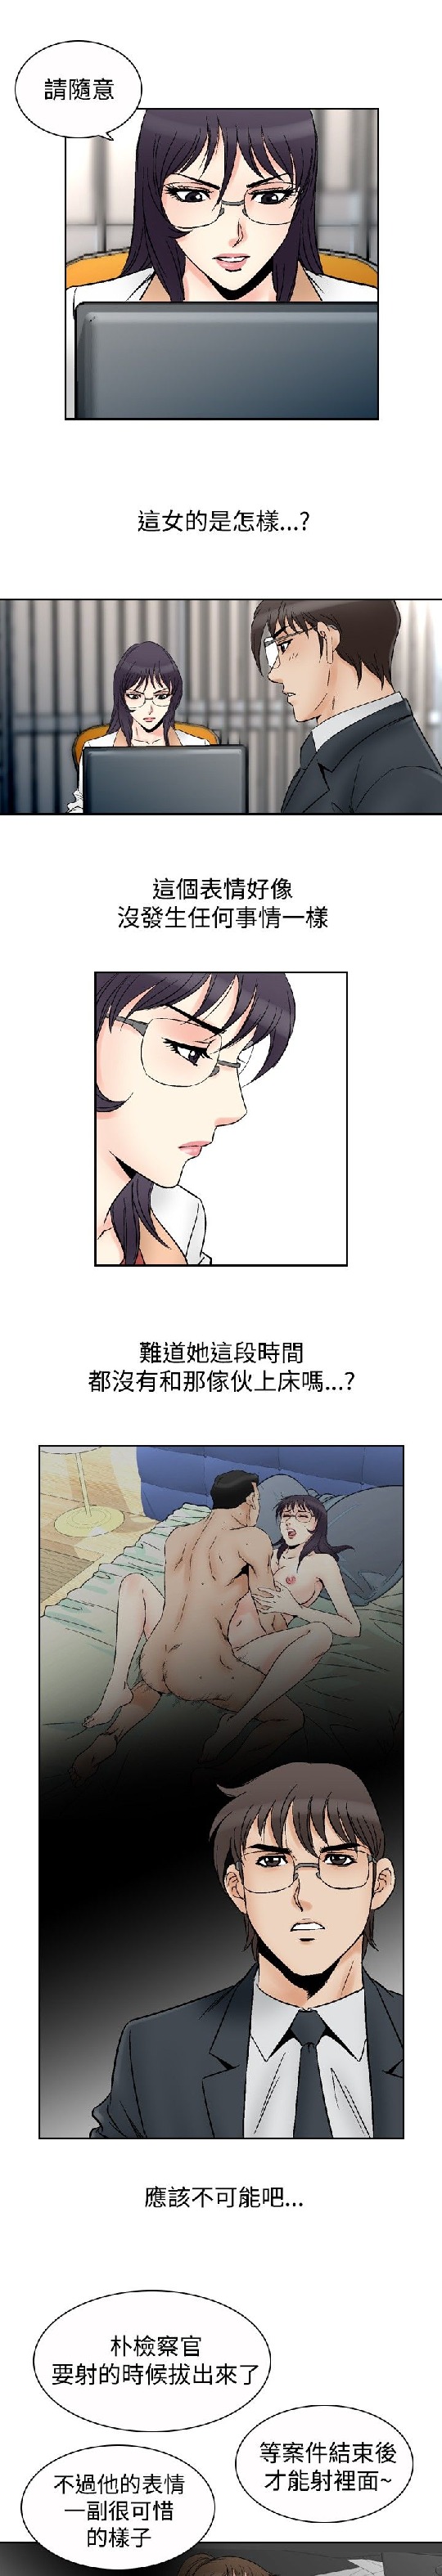 請隨意
這女的是怎樣...?
這個表情好像
沒發生任何事情一樣
難道她這段時間
都沒有和那傢伙上床嗎...?
應該不可能吧...
朴檢察官
要射的時候拔出來了
等案件結束後
才能射裡面~
不過他的表情
一副很可惜
的樣子